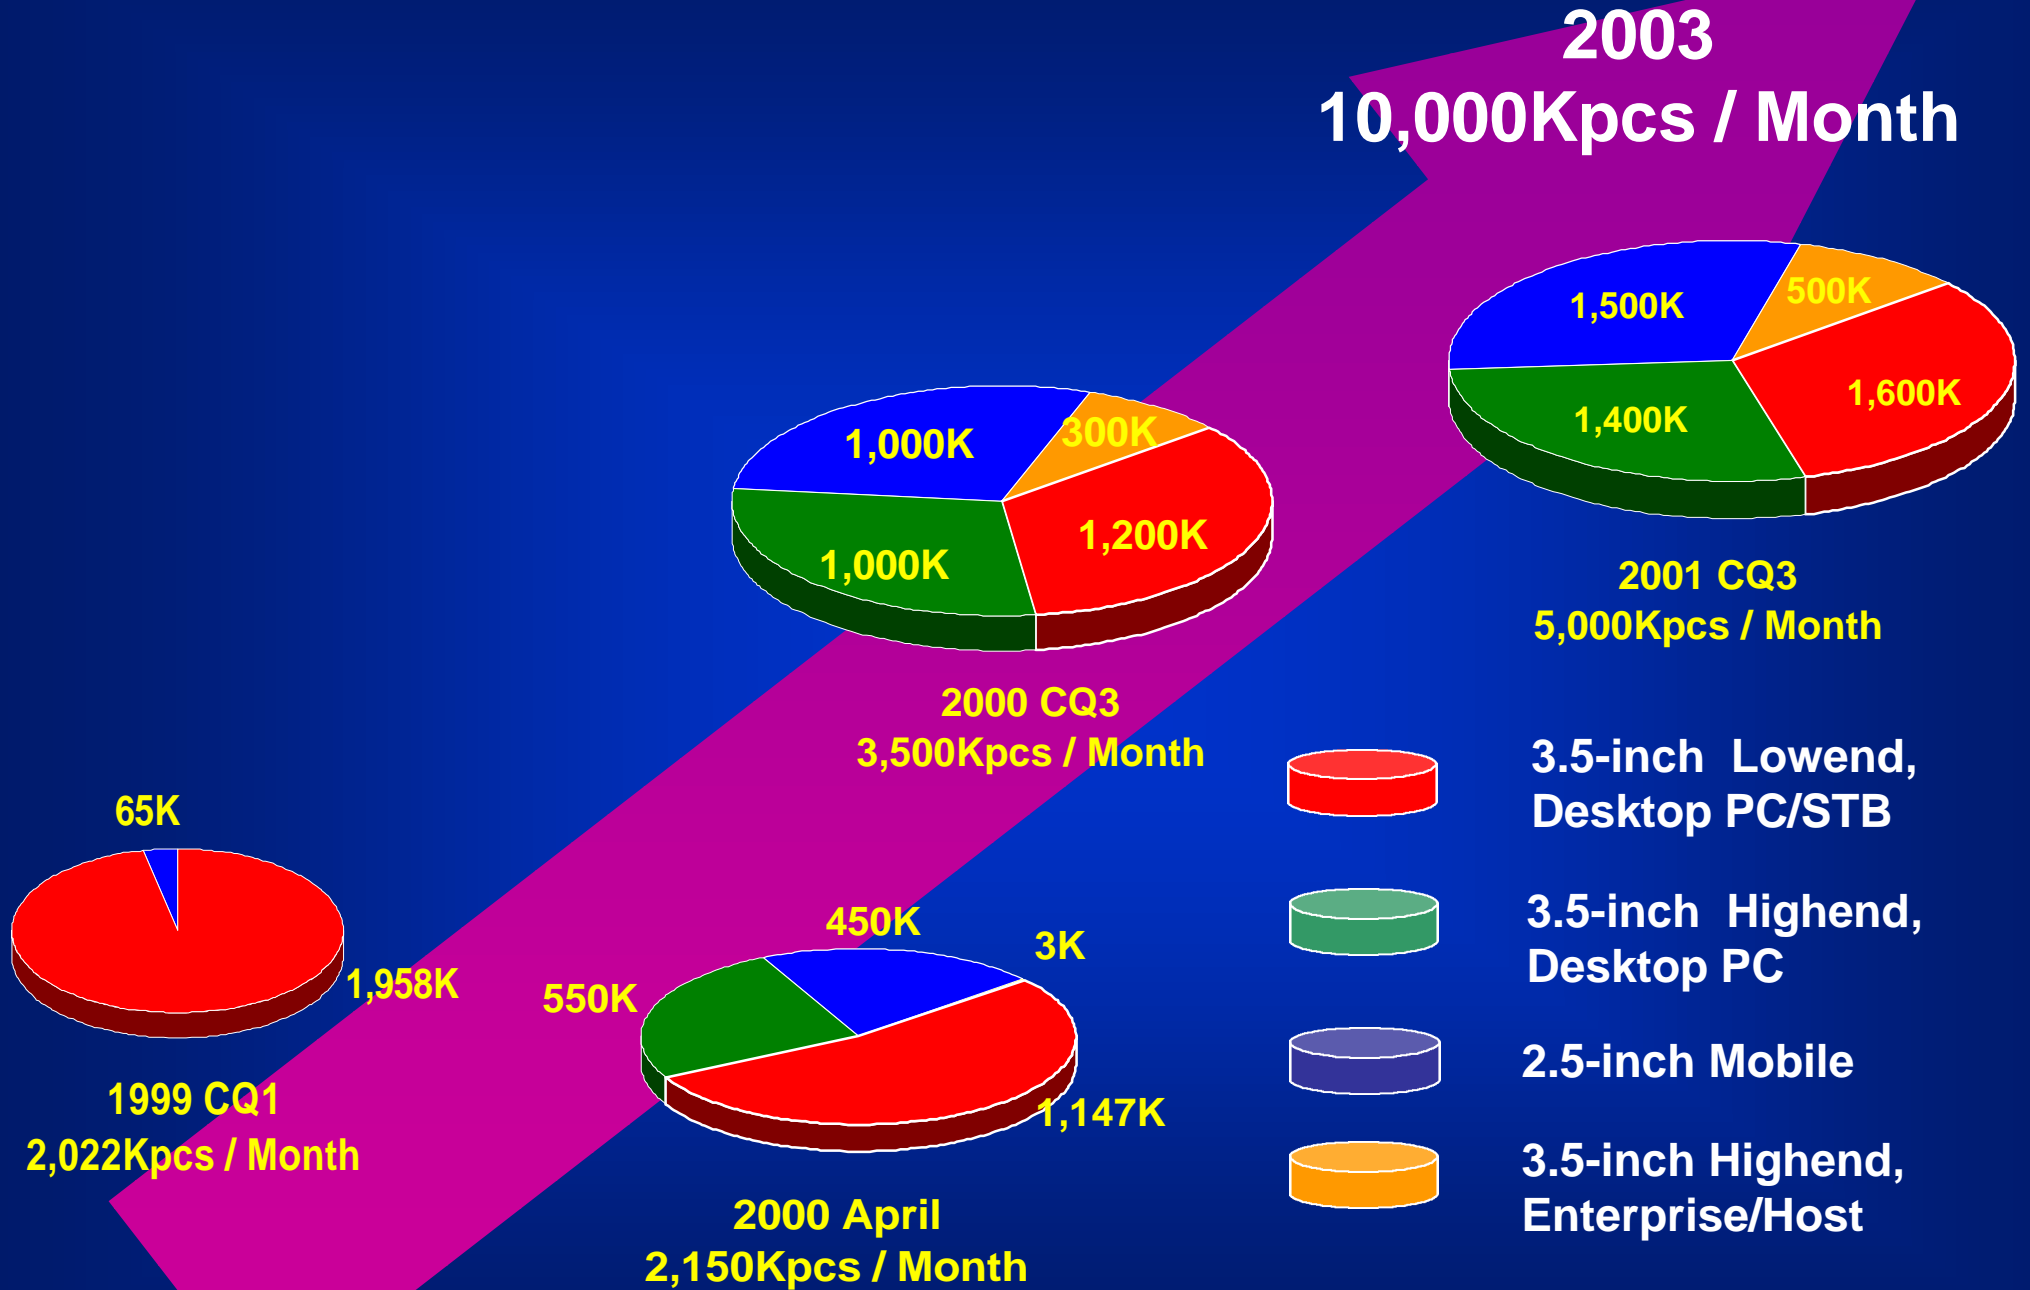 2003
10,000Kpcs / Month
1,500K
500K
1,600K
1,400K
2001 CQ3
5,000Kpcs / Month
1,000K
300K
1,200K
1,000K
2000 CQ3
3,500Kpcs / Month
65K
1,958K
1999 CQ1
2,022Kpcs / Month
450K
3K
550K
1,147K
2000 April
2,150Kpcs / Month
3.5-inch Lowend,
Desktop PC/STB
3.5-inch Highend,
Desktop PC
2.5-inch Mobile
3.5-inch Highend,
Enterprise/Host